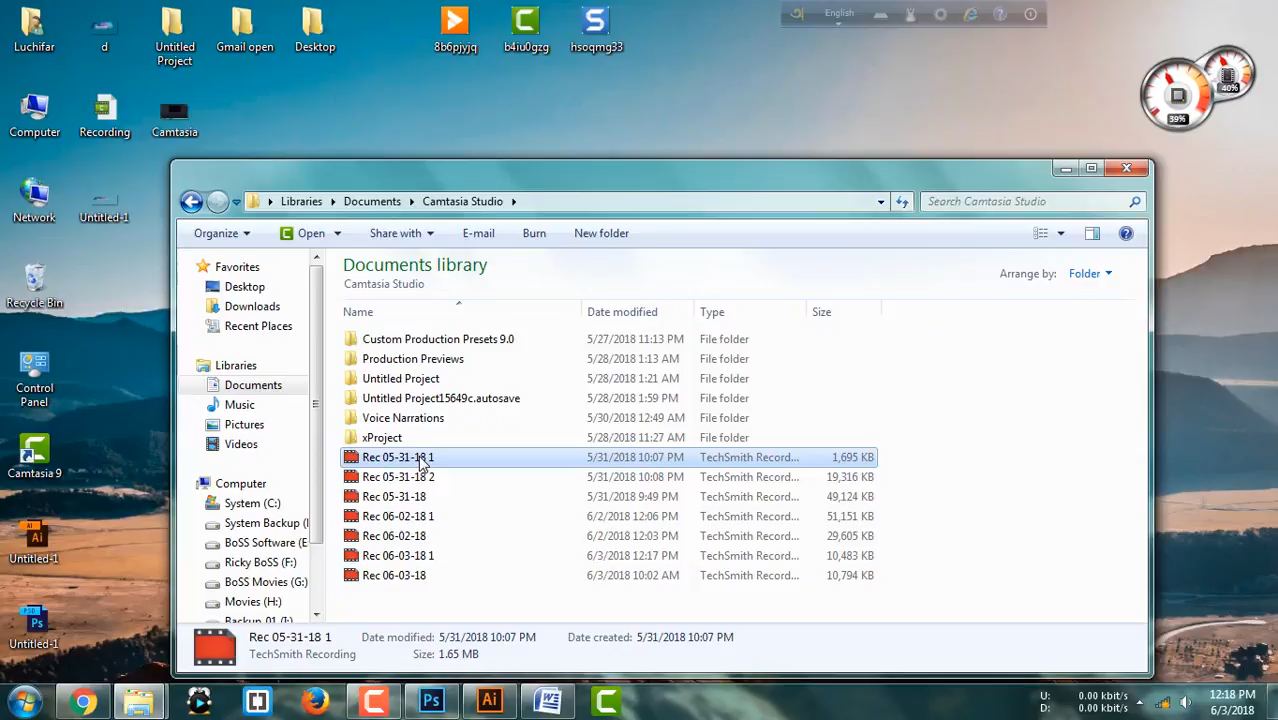 English
Luchifar
d
Untitled Project
Gmail open
Desktop
8b6pjyjq
b4iu0gzg
hsoqmg33
40%
39%
Computer
Recording
Camtasia
Network
Untitled-1
Recycle Bin
Control Panel
Camtasia 9
Untitled-1
Untitled-1
Libraries
Documents
Camtasia Studio
Search Camtasia Studio
Organize
Open
Share with
E-mail
Burn
New folder
Favorites
Desktop
Downloads
Recent Places
Libraries
Documents
Music
Pictures
Videos
Computer
System (C:)
System Backup (
BoSS Software (E
Ricky BoSS (F:)
BoSS Movies (G:)
Movies (H:)
Backup 01 (I:)
Documents library
Camtasia Studio
Arrange by: Folder
Name Date modified Type Size
Custom Production Presets 9.0 5/27/2018 11:13 PM File folder
Production Previews 5/28/2018 1:13 AM File folder
Untitled Project 5/28/2018 1:21 AM File folder
Untitled Project15649c.autosave 5/28/2018 1:59 PM File folder
Voice Narrations 5/30/2018 12:49 AM File folder
xProject 5/28/2018 11:27 AM File folder
Rec 05-31-18 1 5/31/2018 10:07 PM TechSmith Record... 1,695 KB
Rec 05-31-18 2 5/31/2018 10:08 PM TechSmith Record... 19,316 KB
Rec 05-31-18 5/31/2018 9:49 PM TechSmith Record... 49,124 KB
Rec 06-02-18 1 6/2/2018 12:06 PM TechSmith Record... 51,151 KB
Rec 06-02-18 6/2/2018 12:03 PM TechSmith Record... 29,605 KB
Rec 06-03-18 1 6/3/2018 12:17 PM TechSmith Record... 10,483 KB
Rec 06-03-18 6/3/2018 10:02 AM TechSmith Record... 10,794 KB
Rec 05-31-18 1 Date modified: 5/31/2018 10:07 PM Date created: 5/31/2018 10:07 PM
TechSmith Recording Size: 1.65 MB
U: 0.00 kbit/s
D: 0.00 kbit/s
12:18 PM
6/3/2018